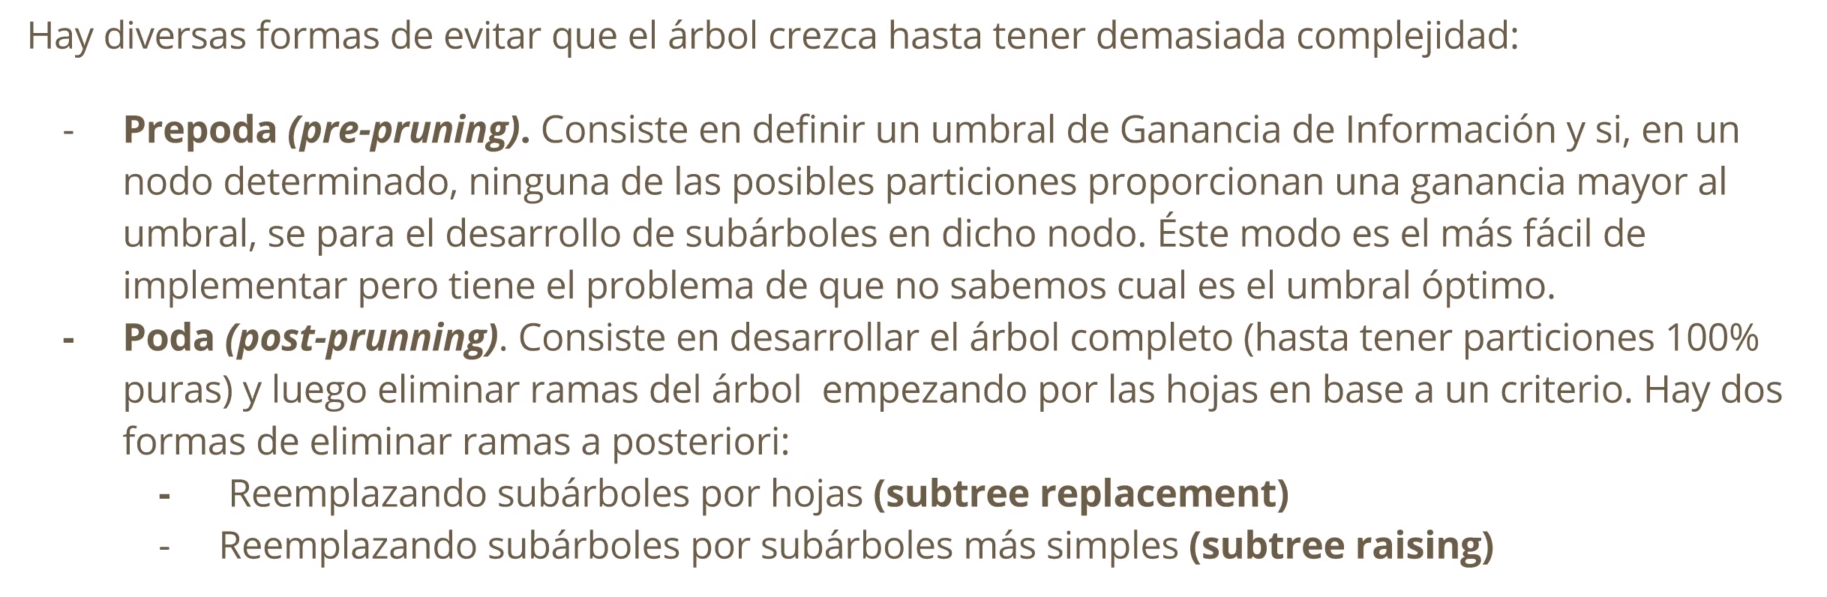 Hay diversas formas de evitar que el árbol crezca hasta tener demasiada complejidad:
- Prepoda (pre-pruning). Consiste en definir un umbral de Ganancia de Información y si, en un
nodo determinado, ninguna de las posibles particiones proporcionan una ganancia mayor al
umbral, se para el desarrollo de subárboles en dicho nodo. Éste modo es el más fácil de
implementar pero tiene el problema de que no sabemos cual es el umbral óptimo.
- Poda (post-prunning). Consiste en desarrollar el árbol completo (hasta tener particiones 100%
puras) y luego eliminar ramas del árbol empezando por las hojas en base a un criterio. Hay dos
formas de eliminar ramas a posteriori:
- Reemplazando subárboles por hojas (subtree replacement)
- Reemplazando subárboles por subárboles más simples (subtree raising)